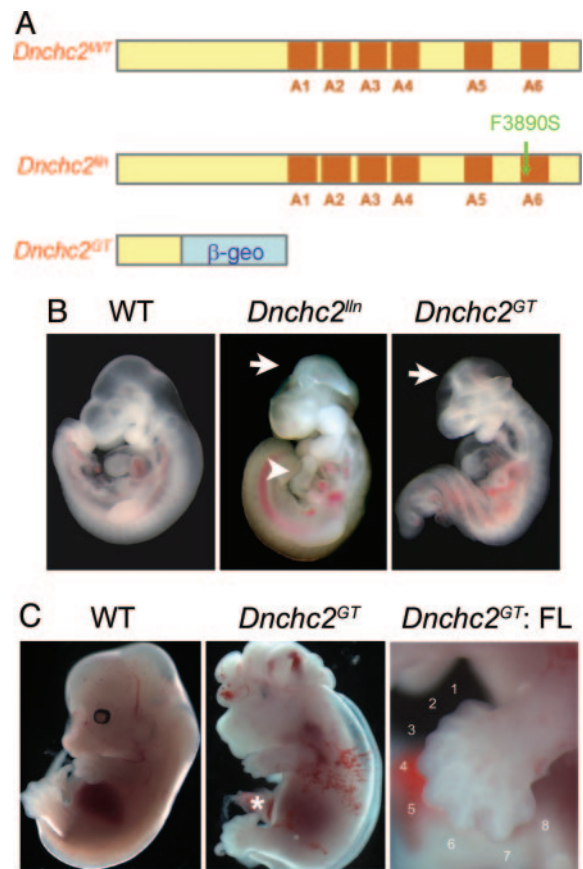 A
Dnchc2WT
A1 A2 A3 A4 A5 A6
F3890S
Dnchc2lln
A1 A2 A3 A4 A5 A6
Dnchc2GT
β-geo
B
WT Dnchc2lln Dnchc2GT
C
WT Dnchc2GT Dnchc2GT: FL
1
2
3
4
5
6
7
8
*